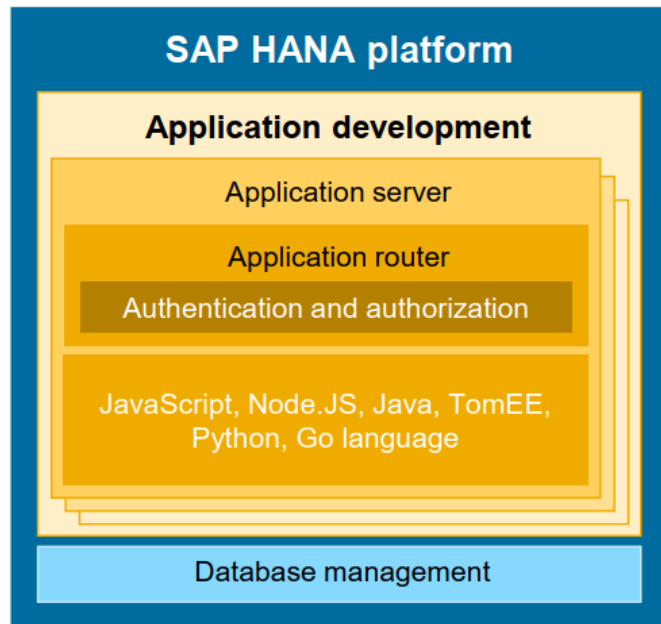 SAP HANA platform
Application development
Application server
Application router
Authentication and authorization
JavaScript, Node.JS, Java, TomEE,
Python, Go language
Database management